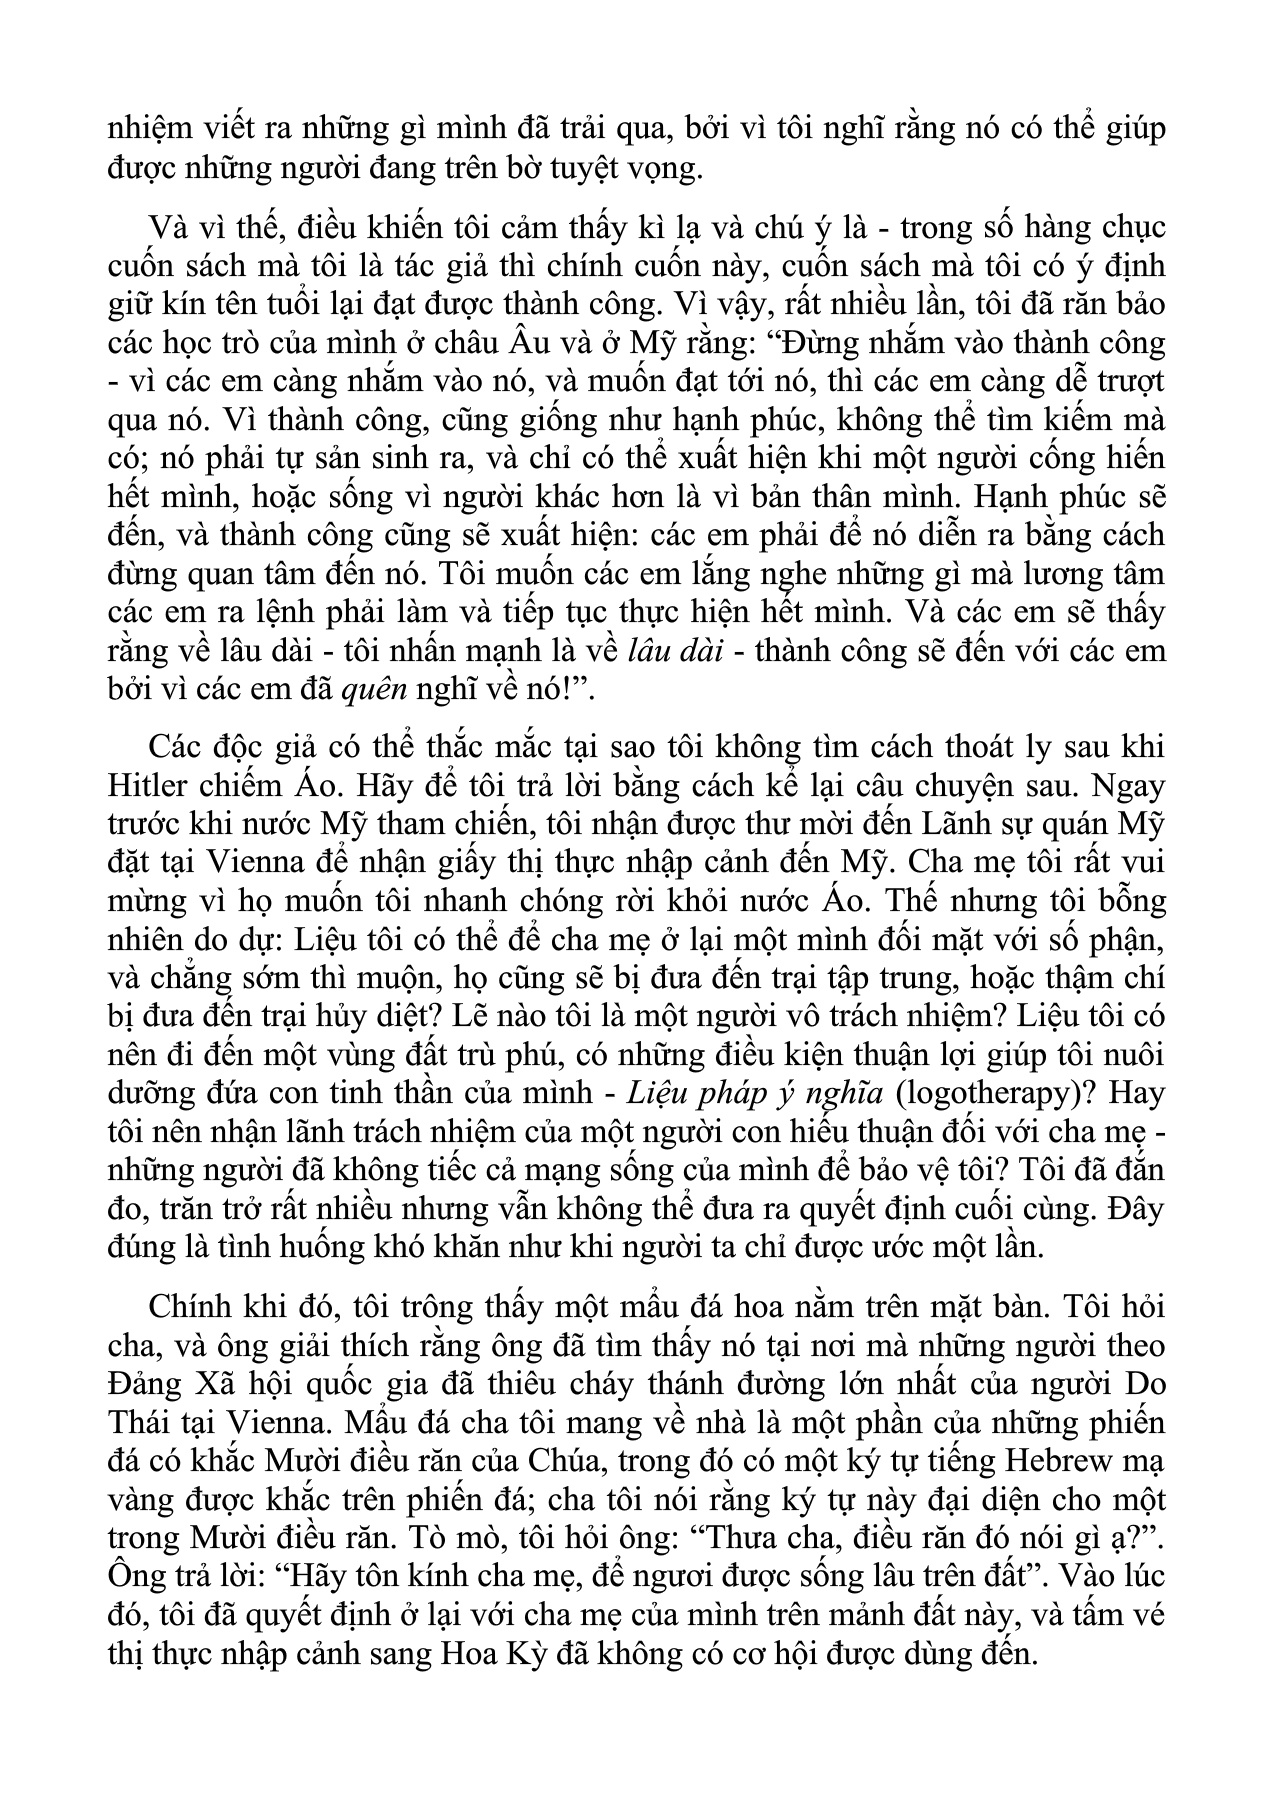 nhiệm viết ra những gì mình đã trải qua, bởi vì tôi nghĩ rằng nó có thể giúp
được những người đang trên bờ tuyệt vọng.
Và vì thế, điều khiến tôi cảm thấy kì lạ và chú ý là - trong số hàng chục
cuốn sách mà tôi là tác giả thì chính cuốn này, cuốn sách mà tôi có ý định
giữ kín tên tuổi lại đạt được thành công. Vì vậy, rất nhiều lần, tôi đã răn bảo
các học trò của mình ở châu Âu và ở Mỹ rằng: “Đừng nhắm vào thành công
- vì các em càng nhắm vào nó, và muốn đạt tới nó, thì các em càng dễ trượt
qua nó. Vì thành công, cũng giống như hạnh phúc, không thể tìm kiếm mà
có; nó phải tự sản sinh ra, và chỉ có thể xuất hiện khi một người cống hiến
hết mình, hoặc sống vì người khác hơn là vì bản thân mình. Hạnh phúc sẽ
đến, và thành công cũng sẽ xuất hiện: các em phải để nó diễn ra bằng cách
đừng quan tâm đến nó. Tôi muốn các em lắng nghe những gì mà lương tâm
các em ra lệnh phải làm và tiếp tục thực hiện hết mình. Và các em sẽ thấy
rằng về lâu dài - tôi nhấn mạnh là về lâu dài - thành công sẽ đến với các em
bởi vì các em đã quên nghĩ về nó!”.
Các độc giả có thể thắc mắc tại sao tôi không tìm cách thoát ly sau khi
Hitler chiếm Áo. Hãy để tôi trả lời bằng cách kể lại câu chuyện sau. Ngay
trước khi nước Mỹ tham chiến, tôi nhận được thư mời đến Lãnh sự quán Mỹ
đặt tại Vienna để nhận giấy thị thực nhập cảnh đến Mỹ. Cha mẹ tôi rất vui
mừng vì họ muốn tôi nhanh chóng rời khỏi nước Áo. Thế nhưng tôi bỗng
nhiên do dự: Liệu tôi có thể để cha mẹ ở lại một mình đối mặt với số phận,
và chẳng sớm thì muộn, họ cũng sẽ bị đưa đến trại tập trung, hoặc thậm chí
bị đưa đến trại hủy diệt? Lẽ nào tôi là một người vô trách nhiệm? Liệu tôi có
nên đi đến một vùng đất trù phú, có những điều kiện thuận lợi giúp tôi nuôi
dưỡng đứa con tinh thần của mình - Liệu pháp ý nghĩa (logotherapy)? Hay
tôi nên nhận lãnh trách nhiệm của một người con hiếu thuận đối với cha mẹ -
những người đã không tiếc cả mạng sống của mình để bảo vệ tôi? Tôi đã đắn
đo, trăn trở rất nhiều nhưng vẫn không thể đưa ra quyết định cuối cùng. Đây
đúng là tình huống khó khăn như khi người ta chỉ được ước một lần.
Chính khi đó, tôi trông thấy một mẩu đá hoa nằm trên mặt bàn. Tôi hỏi
cha, và ông giải thích rằng ông đã tìm thấy nó tại nơi mà những người theo
Đảng Xã hội quốc gia đã thiêu cháy thánh đường lớn nhất của người Do
Thái tại Vienna. Mẩu đá cha tôi mang về nhà là một phần của những phiến
đá có khắc Mười điều răn của Chúa, trong đó có một ký tự tiếng Hebrew mạ
vàng được khắc trên phiến đá; cha tôi nói rằng ký tự này đại diện cho một
trong Mười điều răn. Tò mò, tôi hỏi ông: “Thưa cha, điều răn đó nói gì ạ?”.
Ông trả lời: “Hãy tôn kính cha mẹ, để ngươi được sống lâu trên đất”. Vào lúc
đó, tôi đã quyết định ở lại với cha mẹ của mình trên mảnh đất này, và tấm vé
thị thực nhập cảnh sang Hoa Kỳ đã không có cơ hội được dùng đến.